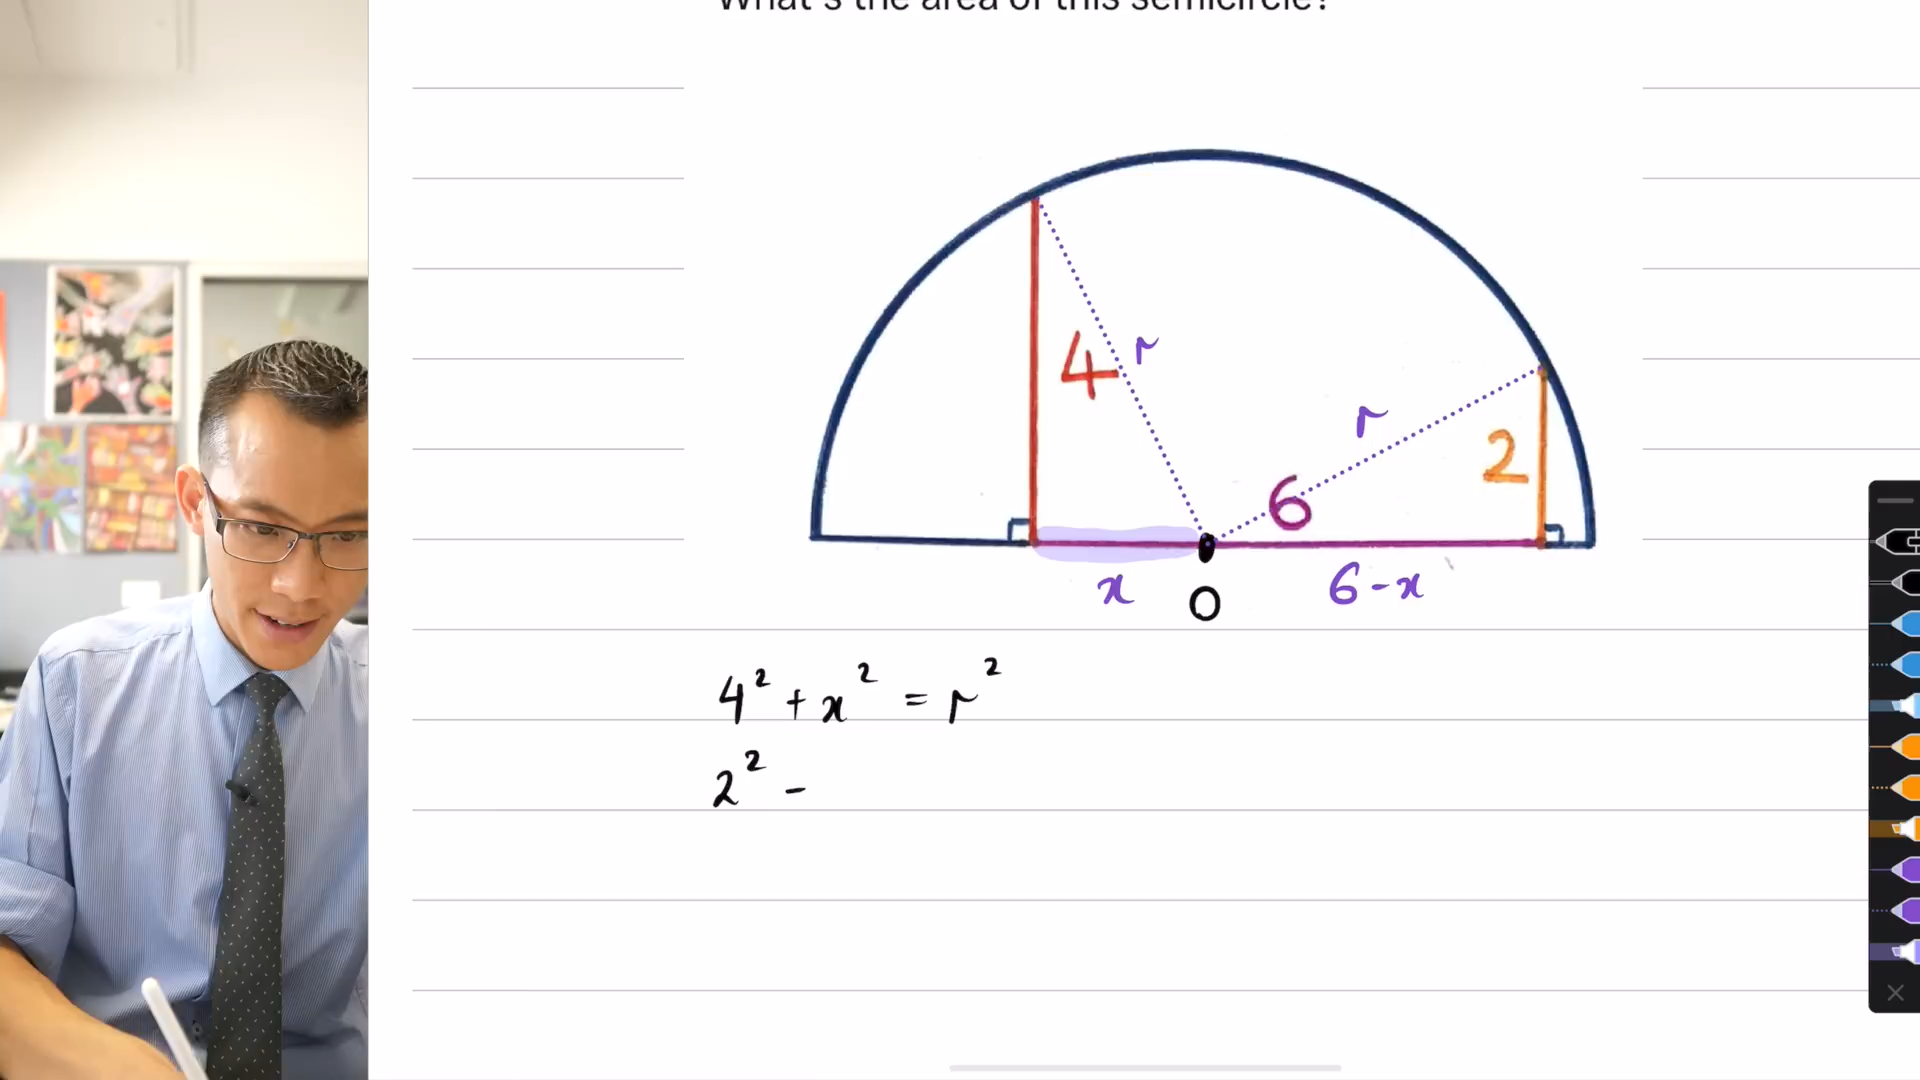 What's the area of this semicircle?
4
r
r
2
6
x
O
6-x
4² + x² = r²
2² -